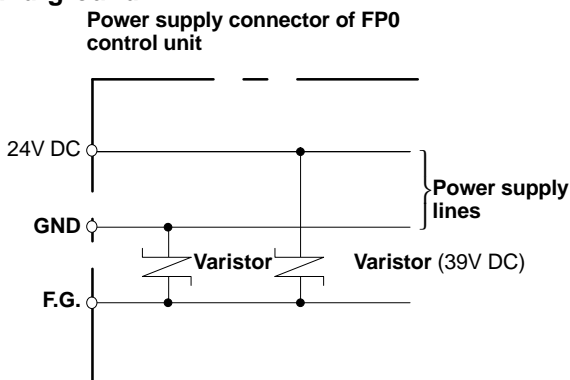 Power supply connector of FP0
control unit
24V DC
Power supply
lines
GND
Varistor
Varistor (39V DC)
F.G.